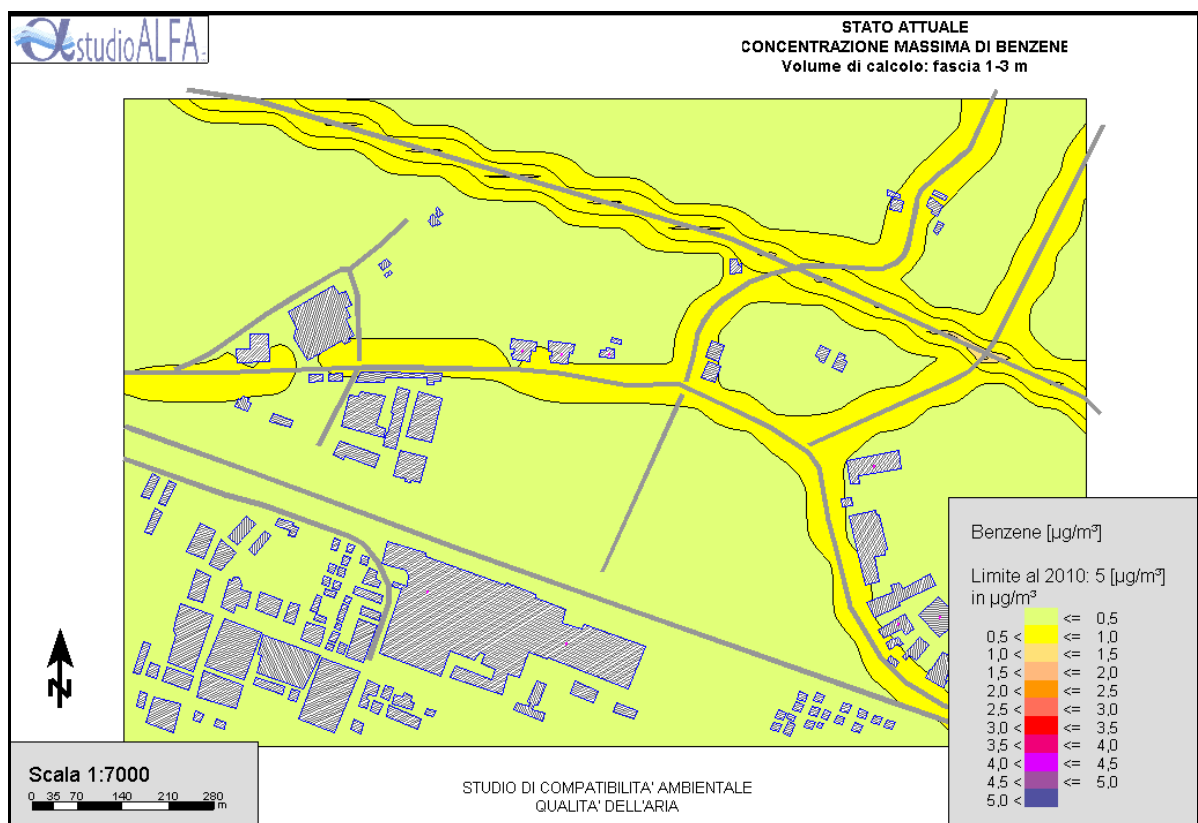 αstudioALFA
STATO ATTUALE
CONCENTRAZIONE MASSIMA DI BENZENE
Volume di calcolo: fascia 1-3 m
Benzene [µg/m³]
Limite al 2010: 5 [µg/m³]
in µg/m³
<= 0,5
0,5 < <= 1,0
1,0 < <= 1,5
1,5 < <= 2,0
2,0 < <= 2,5
2,5 < <= 3,0
3,0 < <= 3,5
3,5 < <= 4,0
4,0 < <= 4,5
4,5 < <= 5,0
5,0 <
N
Scala 1:7000
0 35 70 140 210 280
m
STUDIO DI COMPATIBILITA' AMBIENTALE
QUALITA' DELL'ARIA